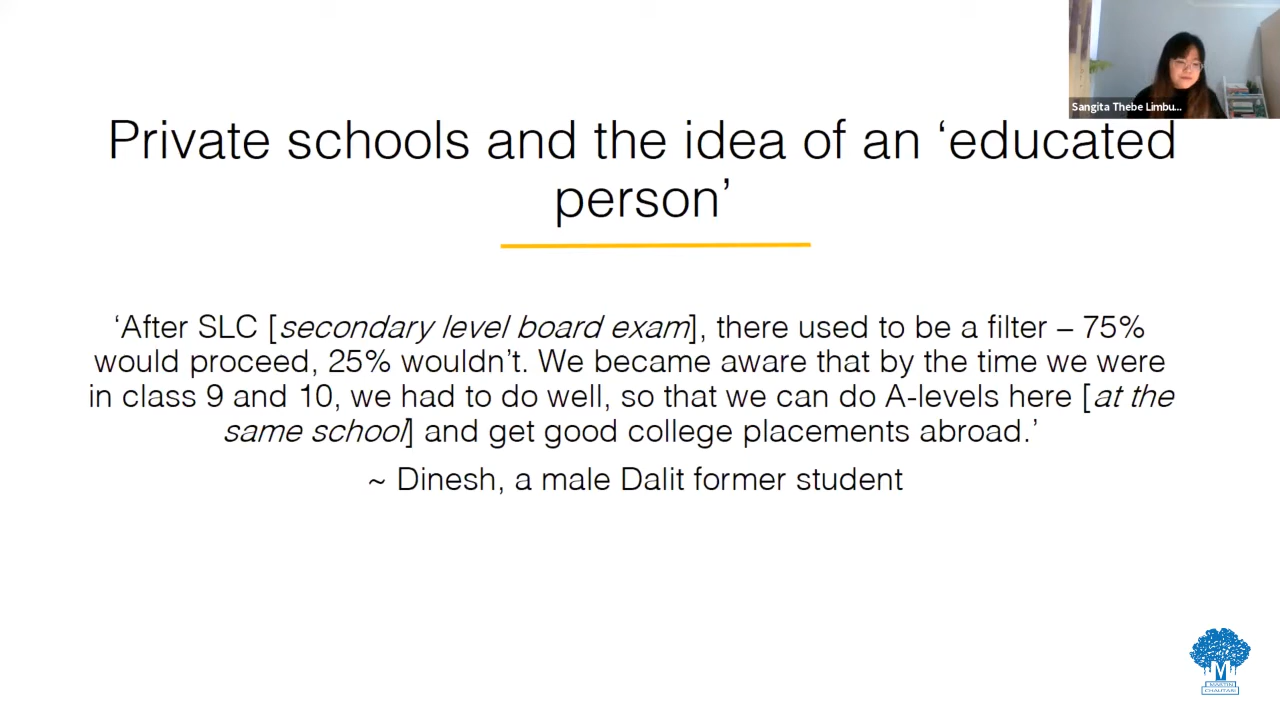 Sangita Thebe Limbu...
Private schools and the idea of an ‘educated
person’
‘After SLC [secondary level board exam], there used to be a filter – 75%
would proceed, 25% wouldn’t. We became aware that by the time we were
in class 9 and 10, we had to do well, so that we can do A-levels here [at the
same school] and get good college placements abroad.’
~ Dinesh, a male Dalit former student
M
MARTIN
CHAUTARI